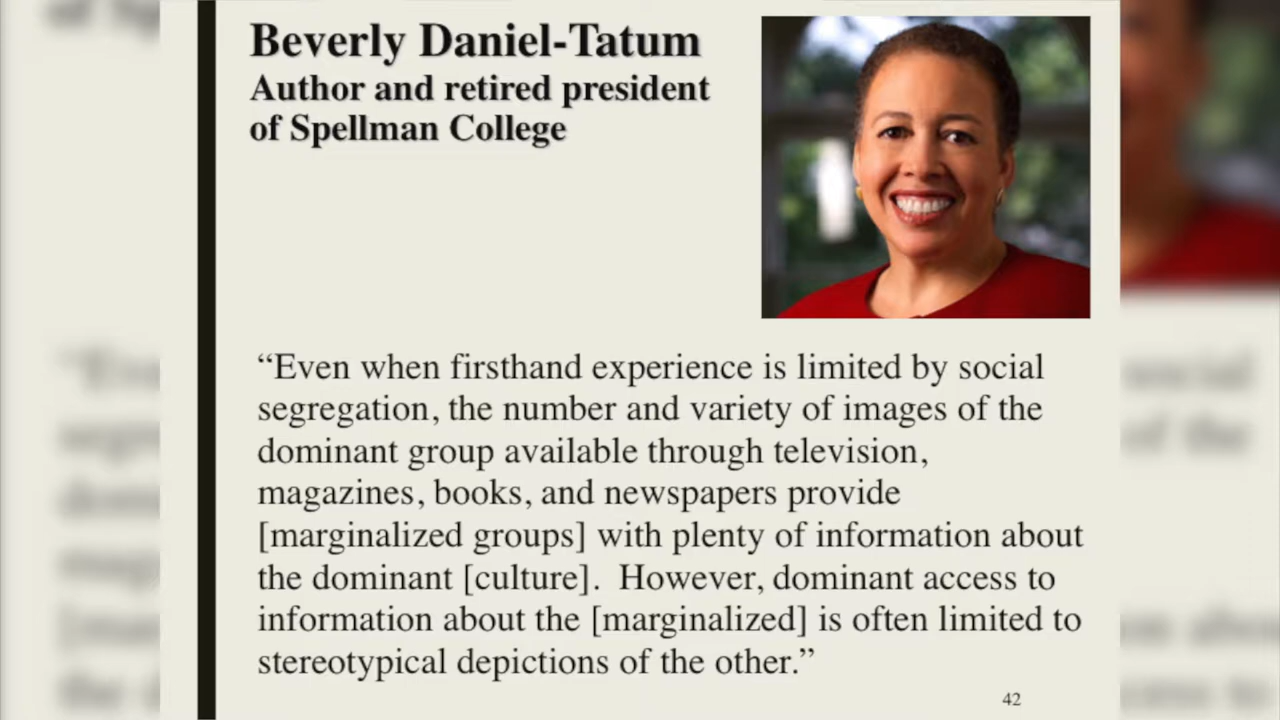 Beverly Daniel-Tatum
Author and retired president
of Spellman College
“Even when firsthand experience is limited by social
segregation, the number and variety of images of the
dominant group available through television,
magazines, books, and newspapers provide
[marginalized groups] with plenty of information about
the dominant [culture].  However, dominant access to
information about the [marginalized] is often limited to
stereotypical depictions of the other.”
42